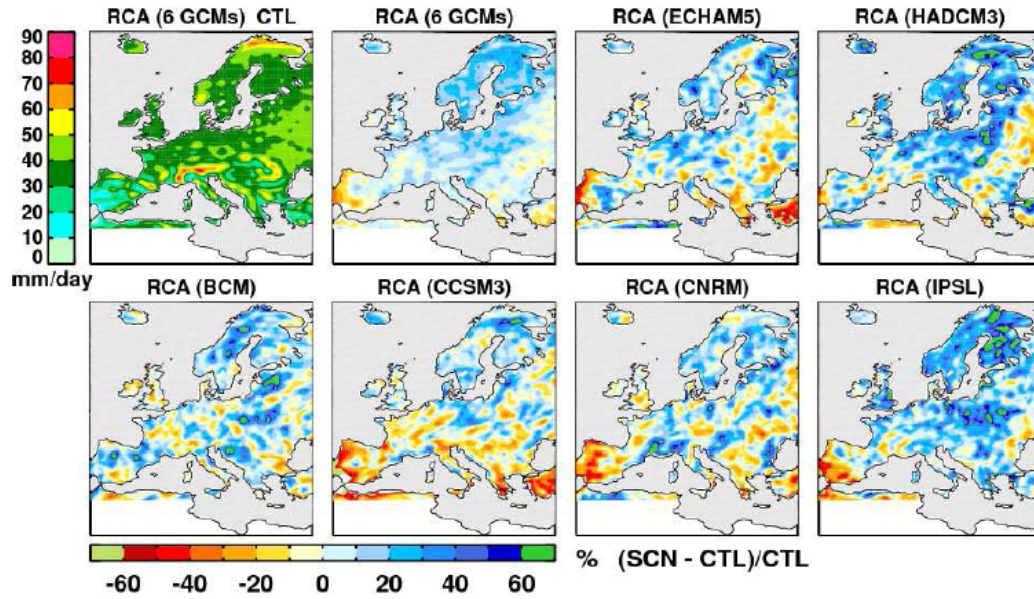 RCA (6 GCMs) CTL
RCA (6 GCMs)
RCA (ECHAM5)
RCA (HADCM3)
90
80
70
60
50
40
30
20
10
0
mm/day
RCA (BCM)
RCA (CCSM3)
RCA (CNRM)
RCA (IPSL)
-60 -40 -20 0 20 40 60
% (SCN - CTL)/CTL